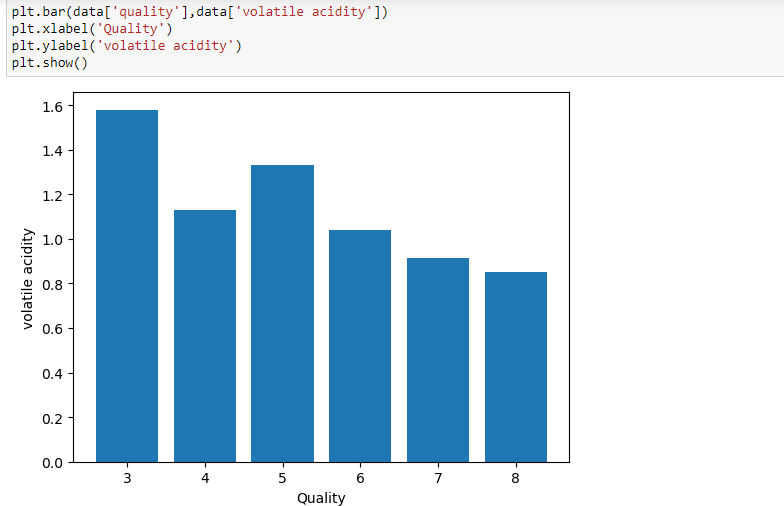 plt.bar(data['quality'],data['volatile acidity'])
plt.xlabel('Quality')
plt.ylabel('volatile acidity')
plt.show()
1.6
1.4
1.2
1.0
0.8
0.6
0.4
0.2
0.0
volatile acidity
3 4 5 6 7 8
Quality